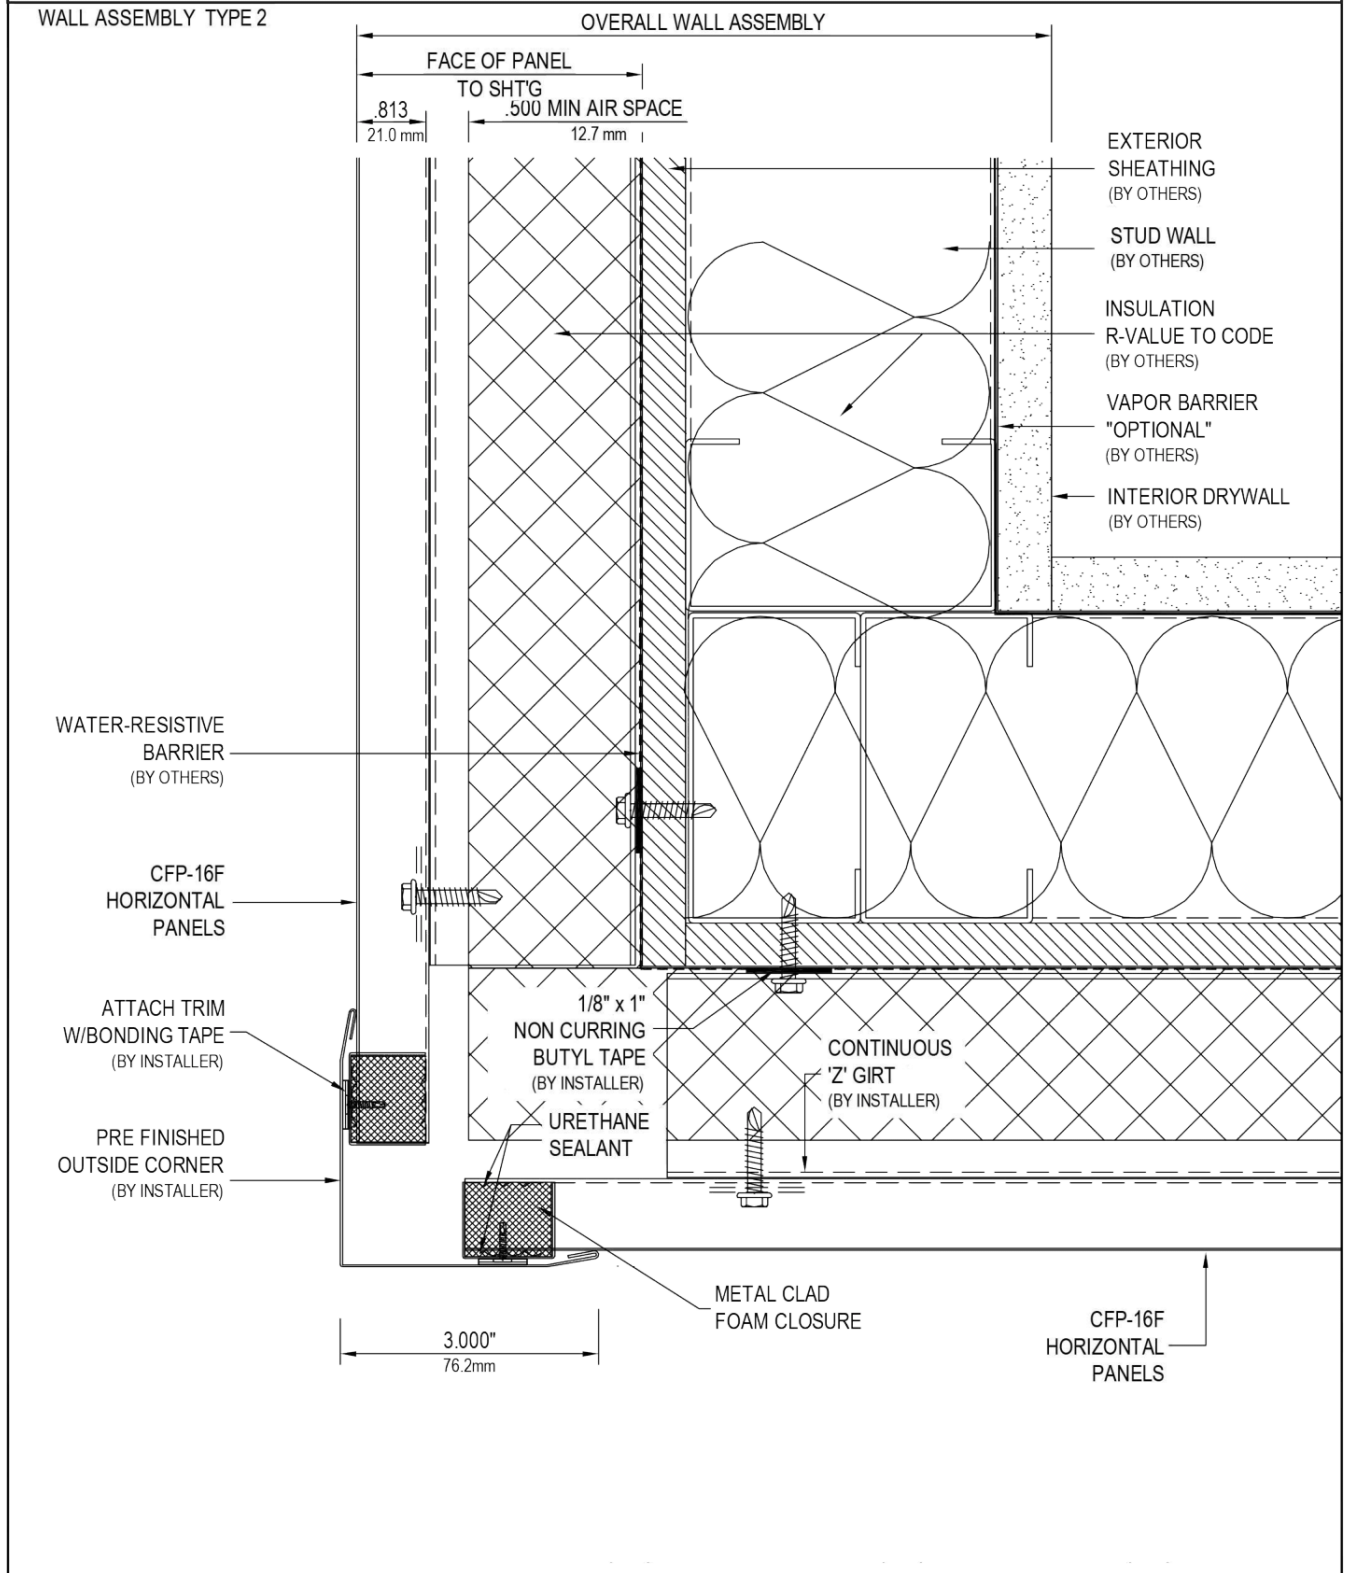 WALL ASSEMBLY TYPE 2
OVERALL WALL ASSEMBLY
FACE OF PANEL
TO SHT'G
.813
21.0 mm
.500 MIN AIR SPACE
12.7 mm
EXTERIOR
SHEATHING
(BY OTHERS)
STUD WALL
(BY OTHERS)
INSULATION
R-VALUE TO CODE
(BY OTHERS)
VAPOR BARRIER
"OPTIONAL"
(BY OTHERS)
INTERIOR DRYWALL
(BY OTHERS)
WATER-RESISTIVE
BARRIER
(BY OTHERS)
CFP-16F
HORIZONTAL
PANELS
ATTACH TRIM
W/BONDING TAPE
(BY INSTALLER)
PRE FINISHED
OUTSIDE CORNER
(BY INSTALLER)
1/8" x 1"
NON CURRING
BUTYL TAPE
(BY INSTALLER)
URETHANE
SEALANT
CONTINUOUS
'Z' GIRT
(BY INSTALLER)
METAL CLAD
FOAM CLOSURE
CFP-16F
HORIZONTAL
PANELS
3.000"
76.2mm